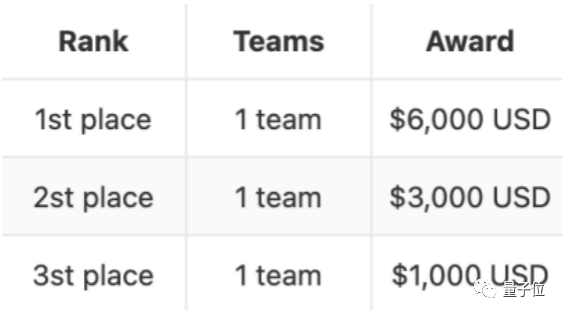 Rank Teams Award
1st place 1 team $6,000 USD
2st place 1 team $3,000 USD
3st place 1 team $1,000 USD
量子位